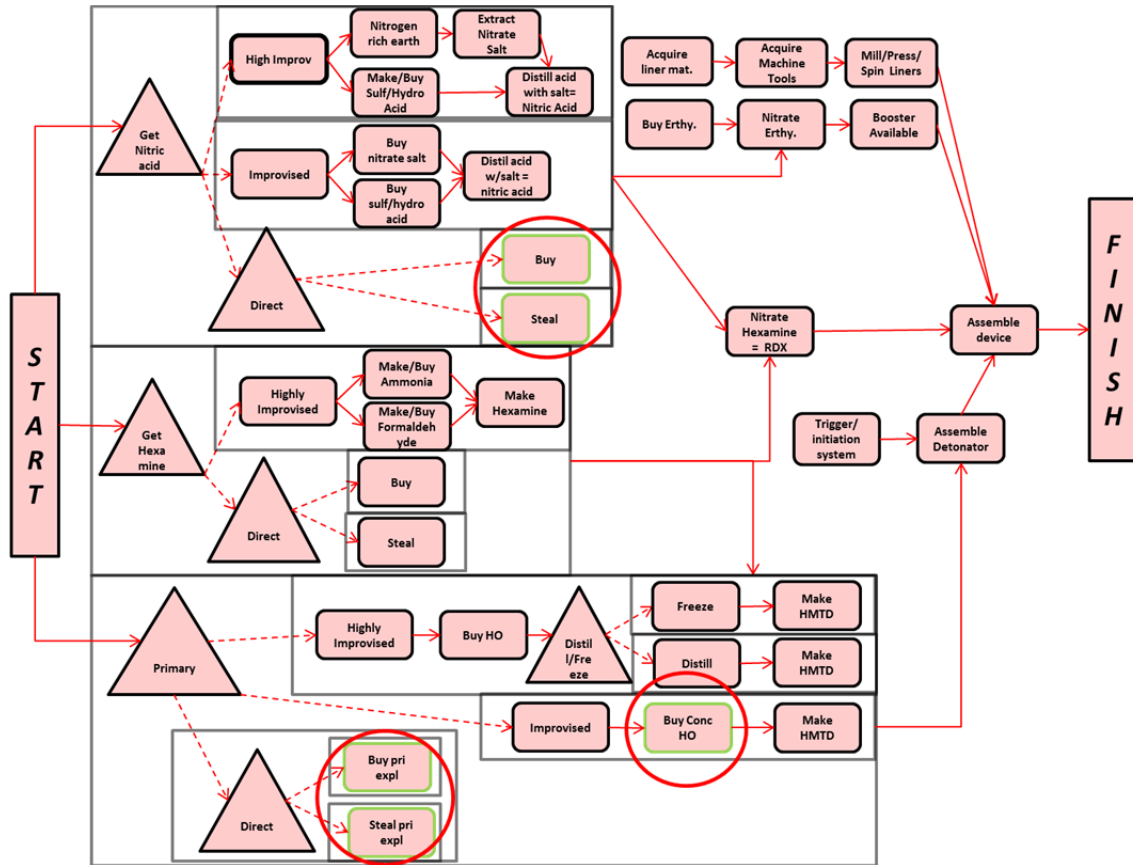 START
Get
Nitric
acid
High Improv
Nitrogen
rich earth
Extract
Nitrate
Salt
Make/Buy
Sulf/Hydro
Acid
Distill acid
with salt=
Nitric Acid
Improvised
Buy
nitrate salt
Buy
sulf/hydro
acid
Distil acid
w/salt =
nitric acid
Direct
Buy
Steal
Acquire
liner mat.
Acquire
Machine
Tools
Mill/Press/
Spin Liners
Buy Erthy.
Nitrate
Erthy.
Booster
Available
Get
Hexa
mine
Highly
Improvised
Make/Buy
Ammonia
Make/Buy
Formaldeh
yde
Make
Hexamine
Direct
Buy
Steal
Nitrate
Hexamine
= RDX
Assemble
device
Trigger/
initiation
system
Assemble
Detonator
Primary
Highly
Improvised
Buy HO
Distil
l/Fre
eze
Freeze
Make
HMTD
Distill
Make
HMTD
Improvised
Buy Conc
HO
Make
HMTD
Direct
Buy pri
expl
Steal pri
expl
FINISH